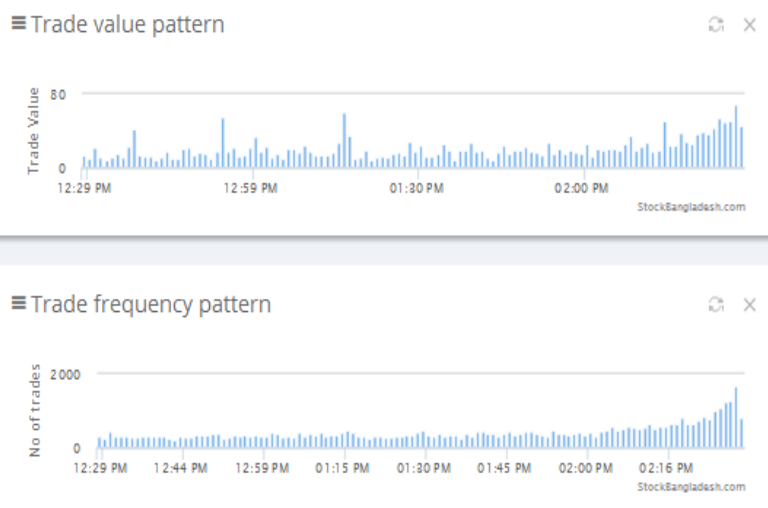 Trade value pattern
Trade Value
80
0
12:29 PM 12:59 PM 01:30 PM 02:00 PM
StockBangladesh.com
Trade frequency pattern
No of trades
2000
0
12:29 PM 12:44 PM 12:59 PM 01:15 PM 01:30 PM 01:45 PM 02:00 PM 02:16 PM
StockBangladesh.com